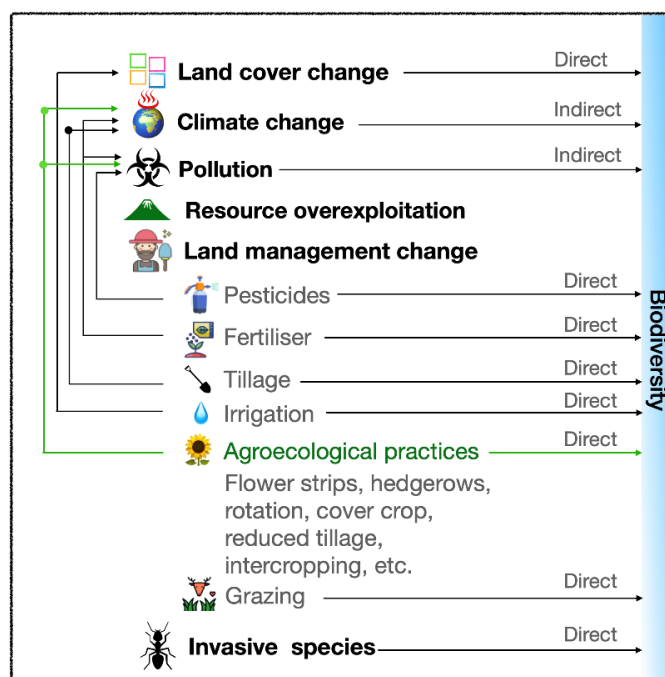 Land cover change Direct
Climate change Indirect
Pollution Indirect
Resource overexploitation
Land management change
Pesticides Direct
Fertiliser Direct
Tillage Direct
Irrigation Direct
Agroecological practices Direct
Flower strips, hedgerows,
rotation, cover crop,
reduced tillage,
intercropping, etc.
Grazing Direct
Invasive species Direct
Biodiversity